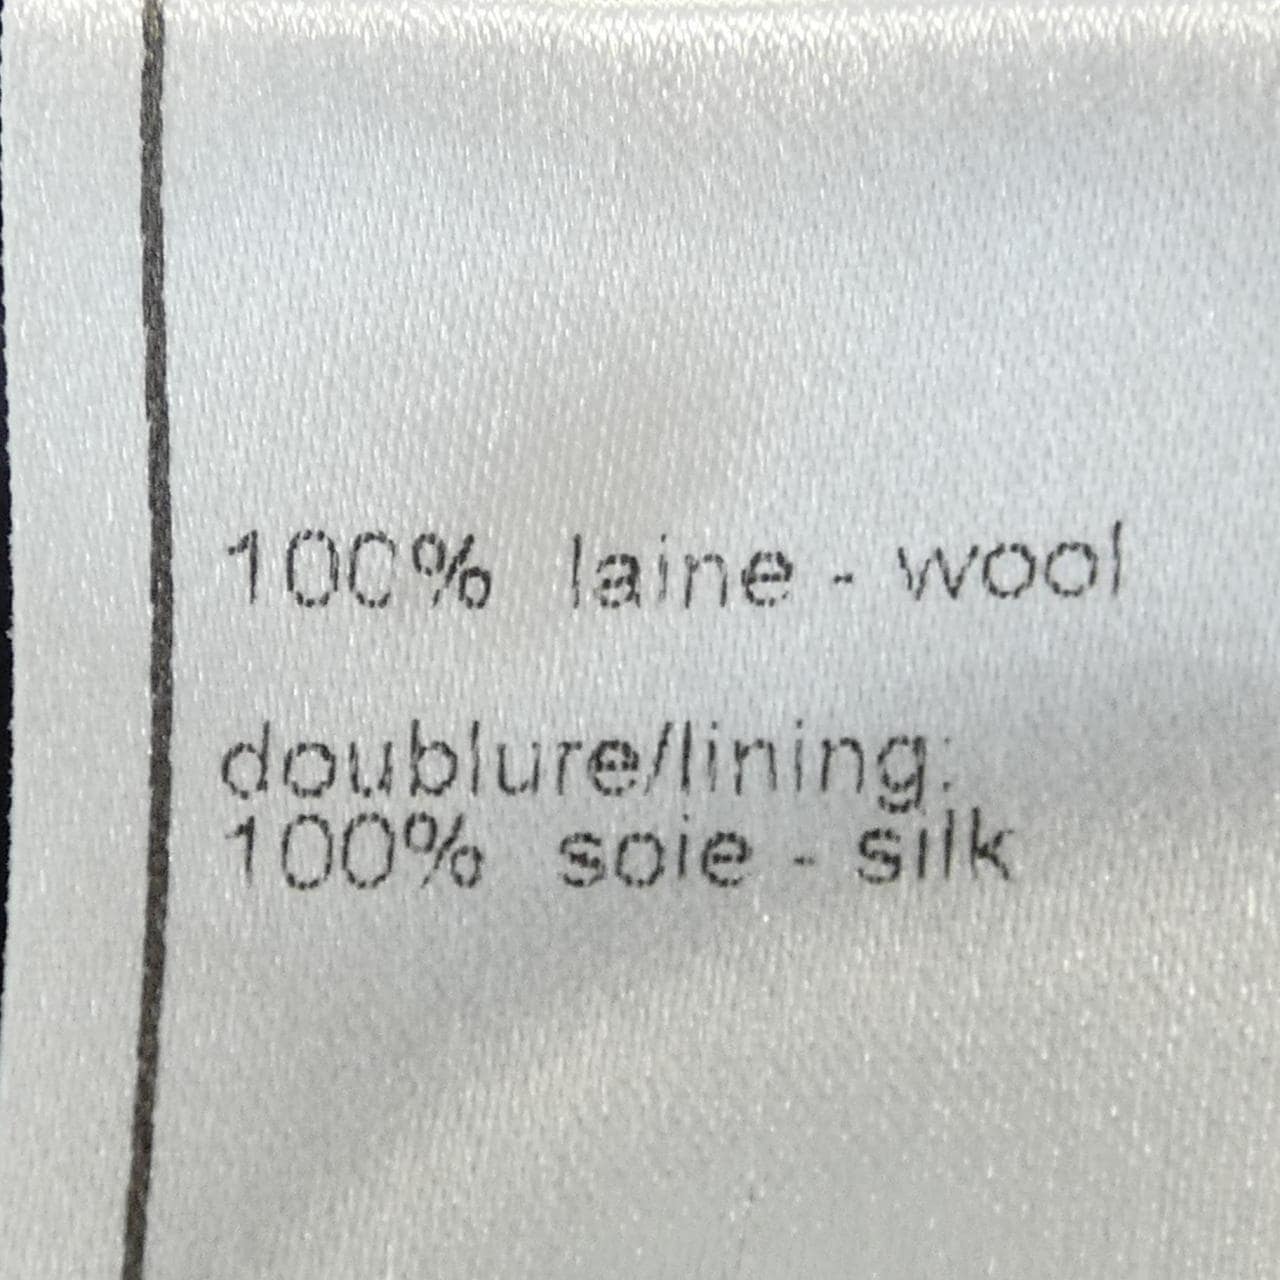 100% laine - wool
doublure/lining:
100% soie - silk